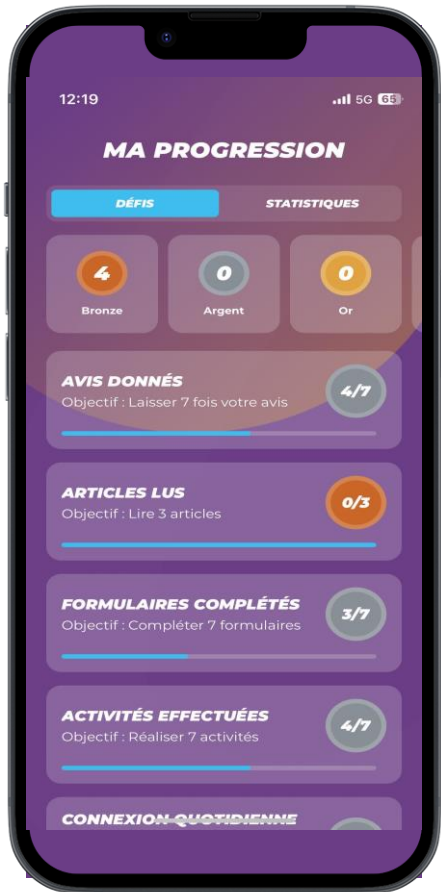 12:19
5G 65
MA PROGRESSION
DÉFIS STATISTIQUES
4 0 0
Bronze Argent Or
AVIS DONNÉS
Objectif : Laisser 7 fois votre avis
4/7
ARTICLES LUS
Objectif : Lire 3 articles
0/3
FORMULAIRES COMPLÉTÉS
Objectif : Compléter 7 formulaires
3/7
ACTIVITÉS EFFECTUÉES
Objectif : Réaliser 7 activités
4/7
CONNEXION QUOTIDIENNE